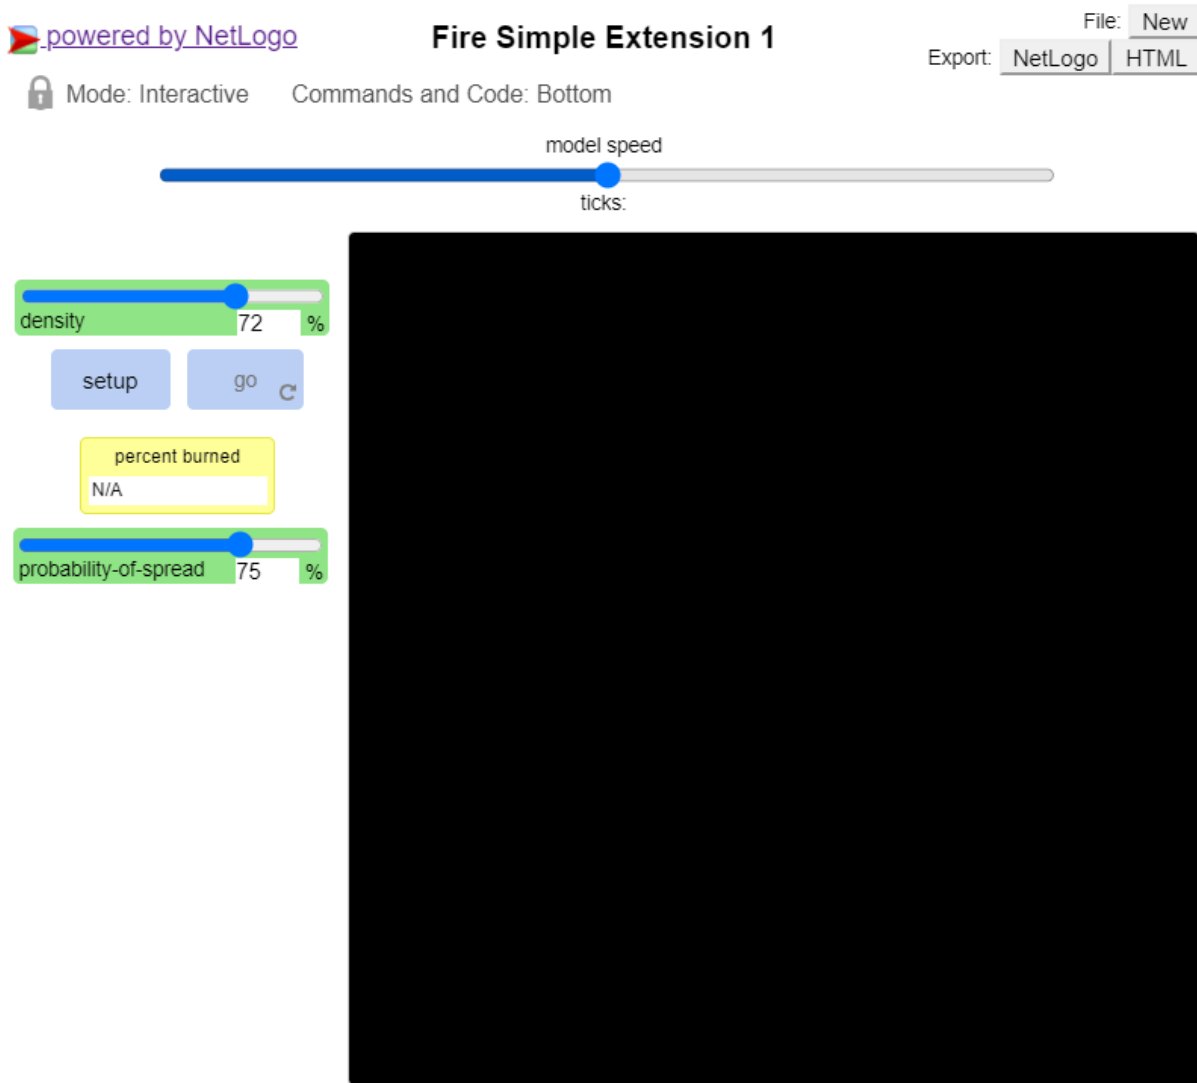 powered by NetLogo
Fire Simple Extension 1
File: New
Export: NetLogo HTML
Mode: Interactive Commands and Code: Bottom
model speed
ticks:
density 72 %
setup go
percent burned
N/A
probability-of-spread 75 %